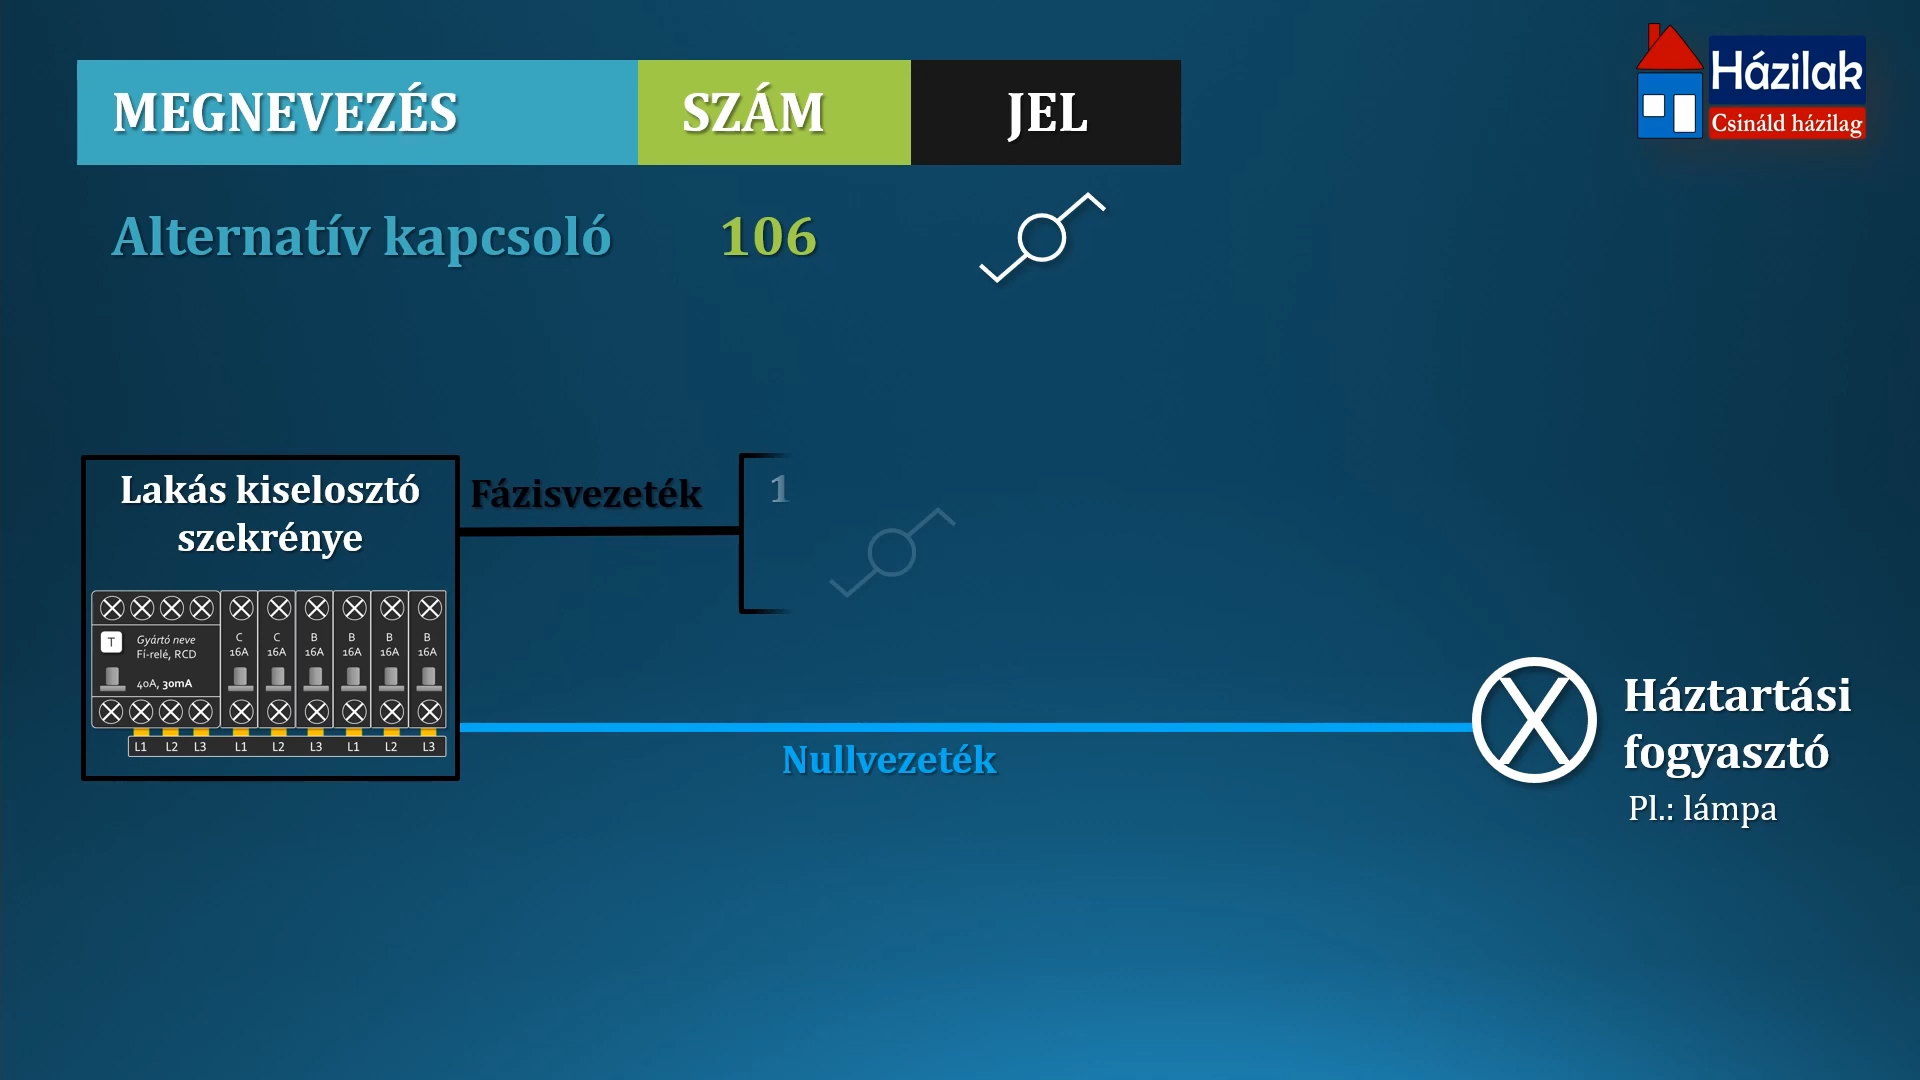 MEGNEVEZÉS SZÁM JEL
Házilak
Csináld házilag
Alternatív kapcsoló 106
Lakás kiselosztó
szekrénye
Fázisvezeték
1
T Gyártó neve
Fi-relé, RCD
40A, 30mA
C C B B B B
16A 16A 16A 16A 16A 16A
L1 L2 L3 L1 L2 L3 L1 L2 L3
Nullvezeték
Háztartási
fogyasztó
Pl.: lámpa